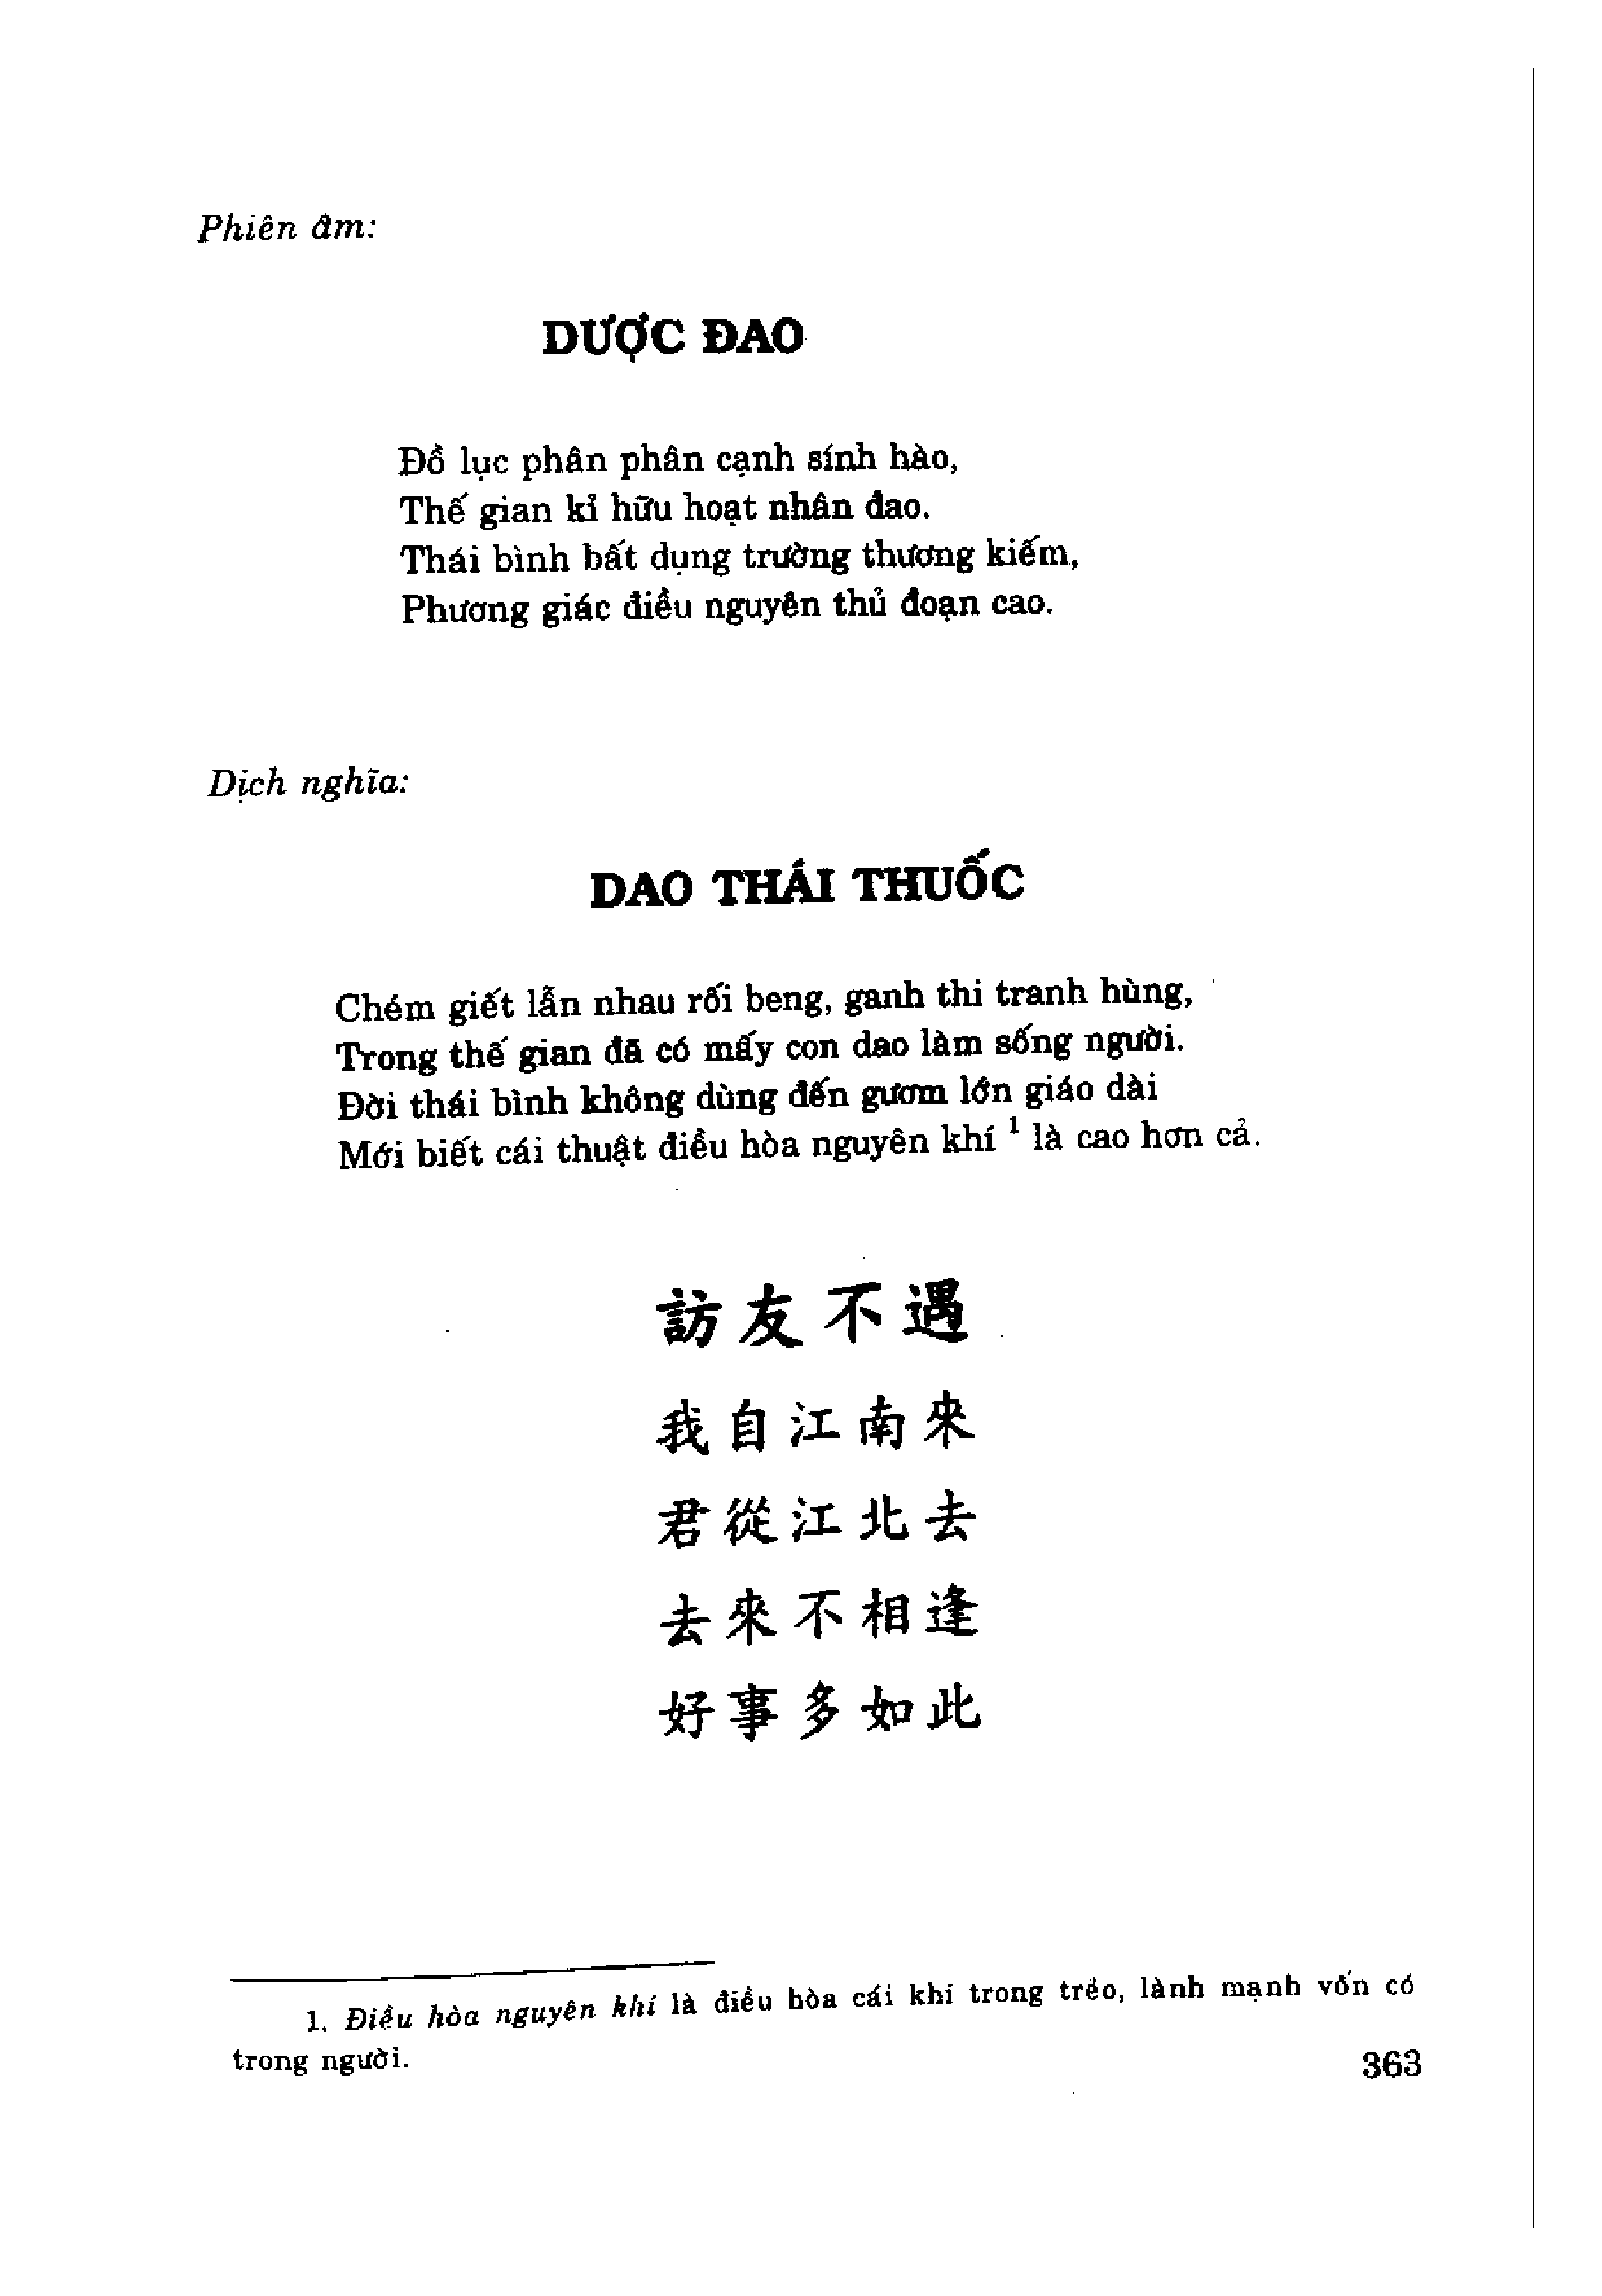 Phiên âm:
DƯỢC ĐAO
Đồ lục phân phân cạnh sính hào,
Thế gian kỉ hữu hoạt nhân đao.
Thái bình bất dụng trường thương kiếm,
Phương giác điều nguyên thủ đoạn cao.
Dịch nghĩa:
DAO THÁI THUỐC
Chém giết lẫn nhau rối beng, ganh thi tranh hùng,
Trong thế gian đã có mấy con dao làm sống người.
Đời thái bình không dùng đến gươm lớn giáo dài
Mới biết cái thuật điều hòa nguyên khí ¹ là cao hơn cả.
訪友不遇
我自江南來
君從江北去
去來不相逢
好事多如此
1. Điều hòa nguyên khí là điều hòa cái khí trong trẻo, lành mạnh vốn có
trong người.
363